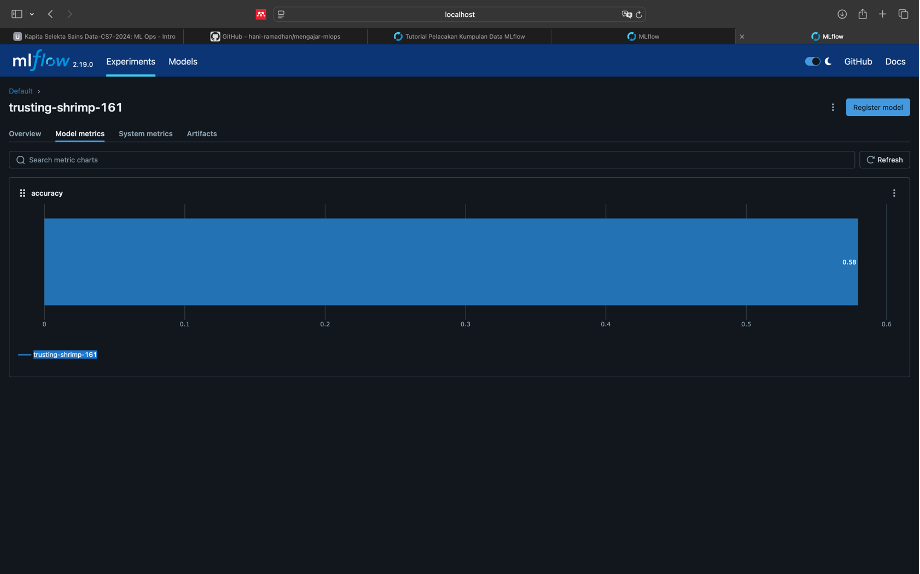 localhost
Kapita Selekta Sains Data-CS7-2024: ML Ops - Intro
GitHub - hani-ramadhan/mengajar-mlops
Tutorial Pelacakan Kumpulan Data MLflow
MLflow
MLflow
mlflow 2.19.0
Experiments
Models
GitHub
Docs
Default
trusting-shrimp-161
Register model
Overview
Model metrics
System metrics
Artifacts
Search metric charts
Refresh
accuracy
0.58
0
0.1
0.2
0.3
0.4
0.5
0.6
trusting-shrimp-161